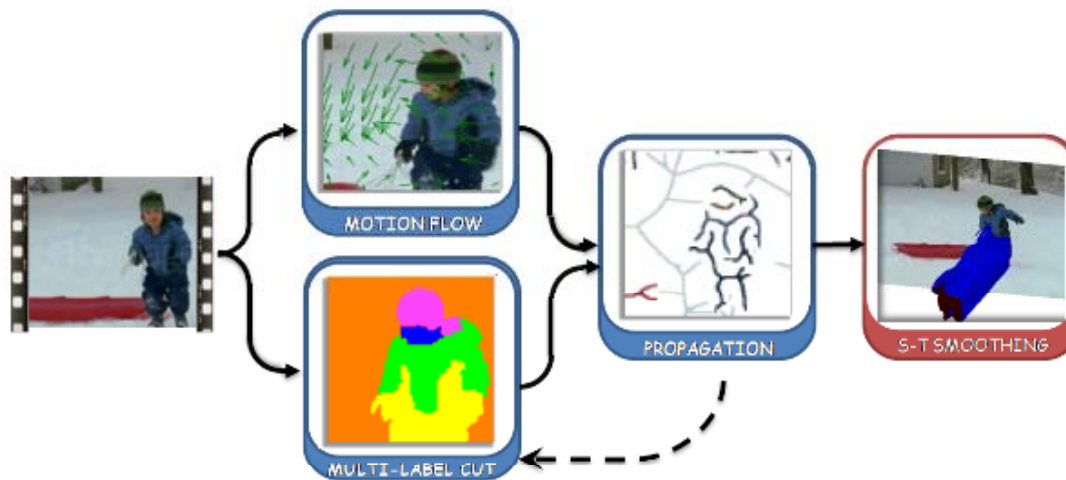 MOTION FLOW
MULTI-LABEL CUT
PROPAGATION
S-T SMOOTHING